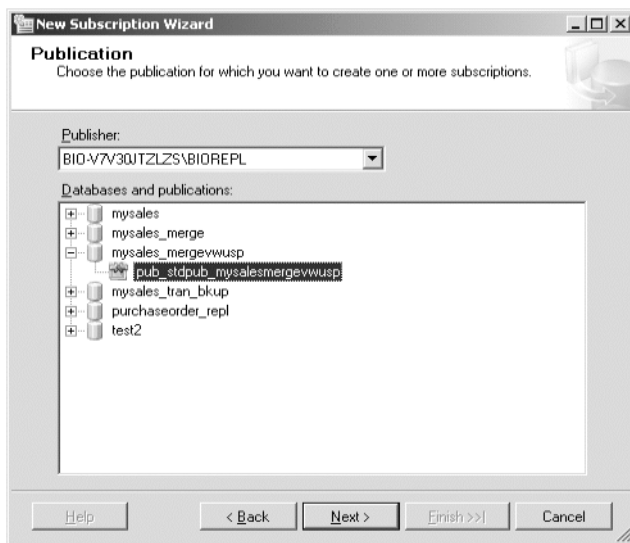 New Subscription Wizard
Publication
Choose the publication for which you want to create one or more subscriptions.
Publisher:
BIO-V7V30JTZLZS\BIOREPL
Databases and publications:
mysales
mysales_merge
mysales_mergevwusp
pub_stdpub_mysalesmergevwusp
mysales_tran_bkup
purchaseorder_repl
test2
Help
< Back
Next >
Finish >>|
Cancel